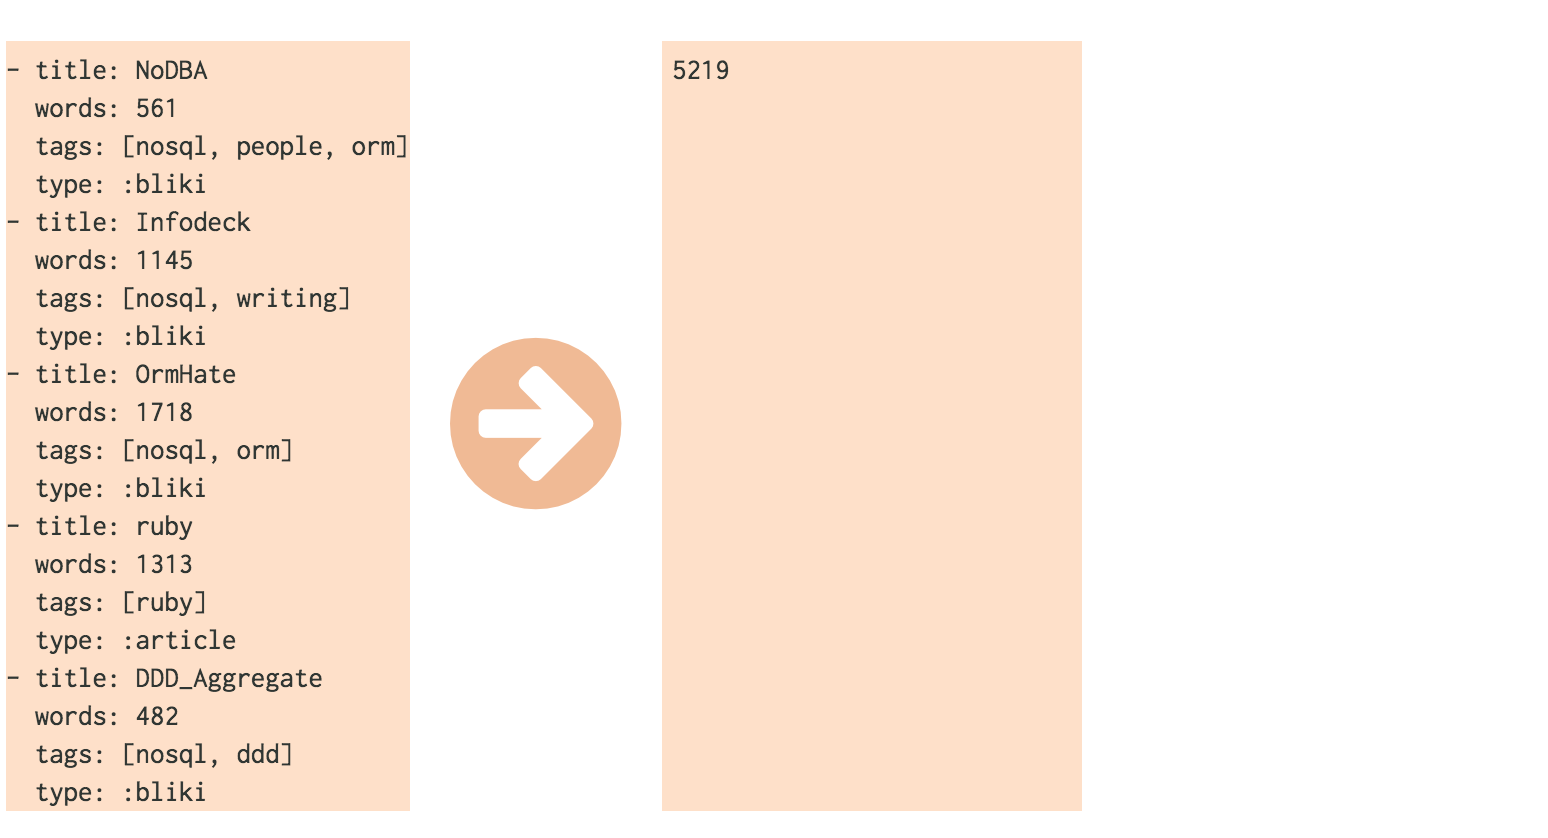 - title: NoDBA
  words: 561
  tags: [nosql, people, orm]
  type: :bliki
- title: Infodeck
  words: 1145
  tags: [nosql, writing]
  type: :bliki
- title: OrmHate
  words: 1718
  tags: [nosql, orm]
  type: :bliki
- title: ruby
  words: 1313
  tags: [ruby]
  type: :article
- title: DDD_Aggregate
  words: 482
  tags: [nosql, ddd]
  type: :bliki
5219